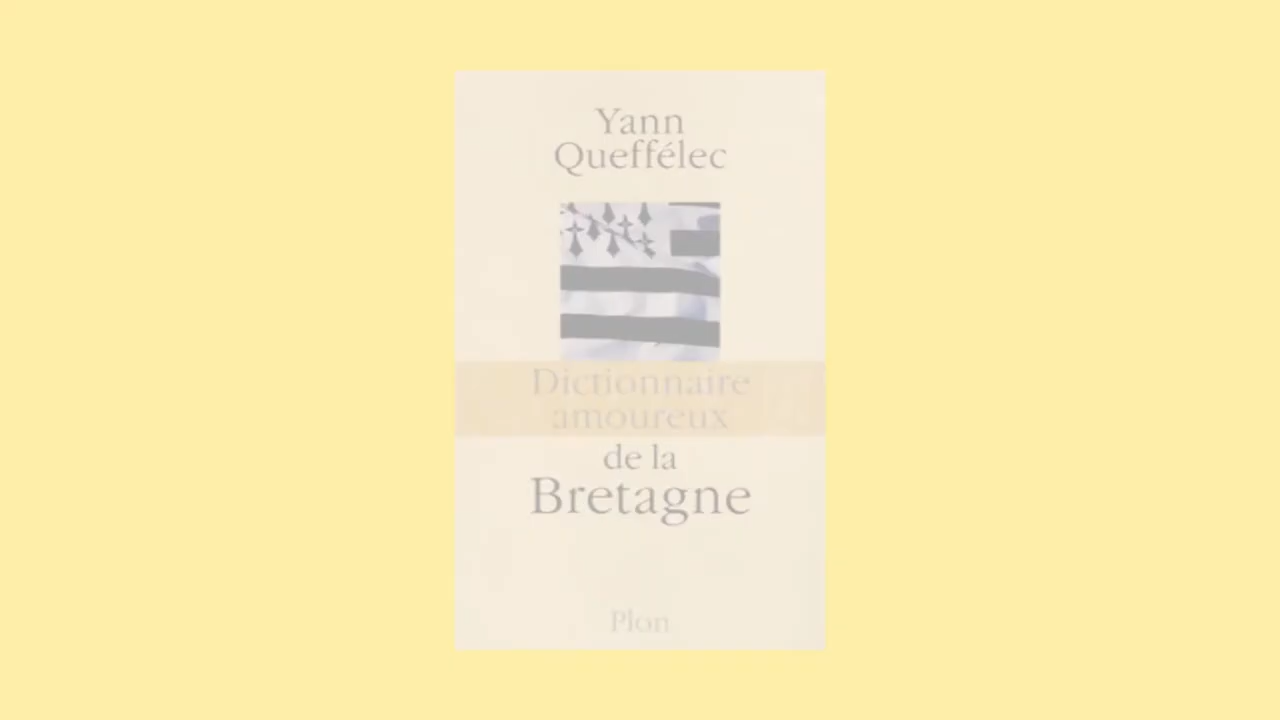 Yann
Queffélec
Dictionnaire
amoureux
de la
Bretagne
Plon